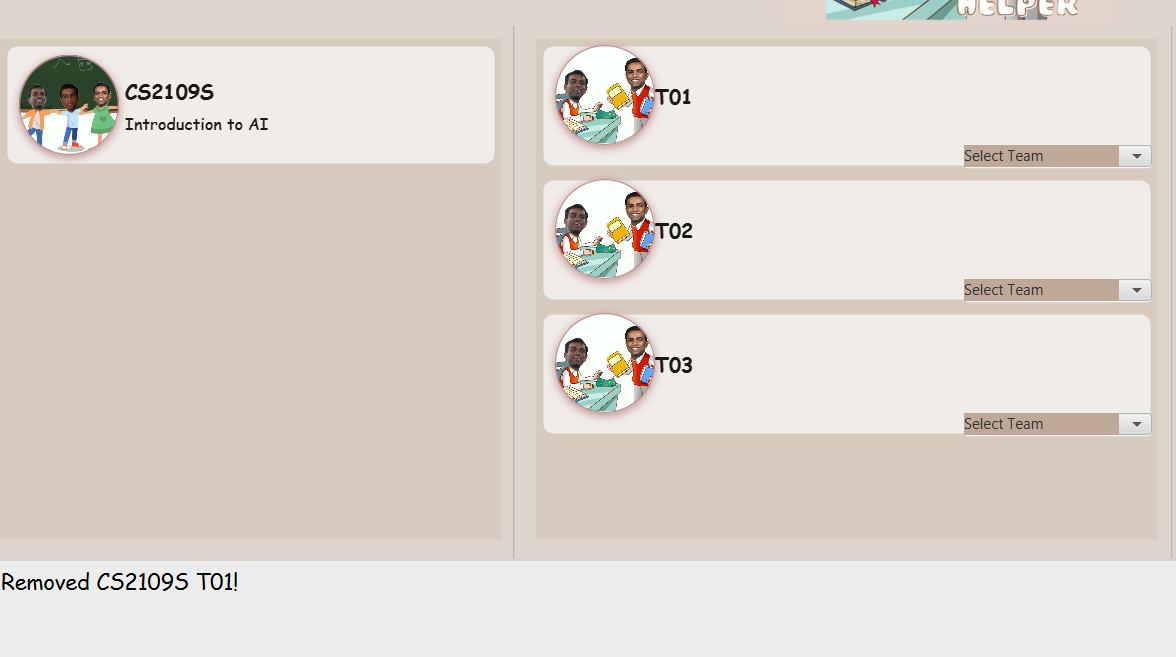 HELPER
CS2109S
Introduction to AI
T01
Select Team
T02
Select Team
T03
Select Team
Removed CS2109S T01!